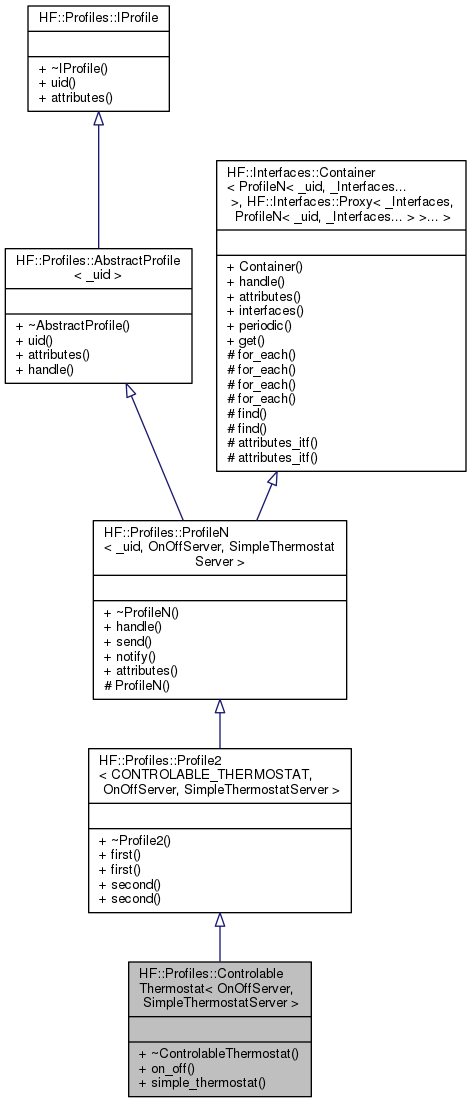 HF::Profiles::IProfile
+ ~IProfile()
+ uid()
+ attributes()
HF::Interfaces::Container
< ProfileN< _uid, _Interfaces...
>, HF::Interfaces::Proxy< _Interfaces,
ProfileN< _uid, _Interfaces... > >... >
+ Container()
+ handle()
+ attributes()
+ interfaces()
+ periodic()
+ get()
# for_each()
# for_each()
# for_each()
# for_each()
# find()
# find()
# attributes_itf()
# attributes_itf()
HF::Profiles::AbstractProfile
< _uid >
+ ~AbstractProfile()
+ uid()
+ attributes()
+ handle()
HF::Profiles::ProfileN
< _uid, OnOffServer, SimpleThermostat
Server >
+ ~ProfileN()
+ handle()
+ send()
+ notify()
+ attributes()
# ProfileN()
HF::Profiles::Profile2
< CONTROLABLE_THERMOSTAT,
OnOffServer, SimpleThermostatServer >
+ ~Profile2()
+ first()
+ first()
+ second()
+ second()
HF::Profiles::Controlable
Thermostat< OnOffServer,
SimpleThermostatServer >
+ ~ControlableThermostat()
+ on_off()
+ simple_thermostat()